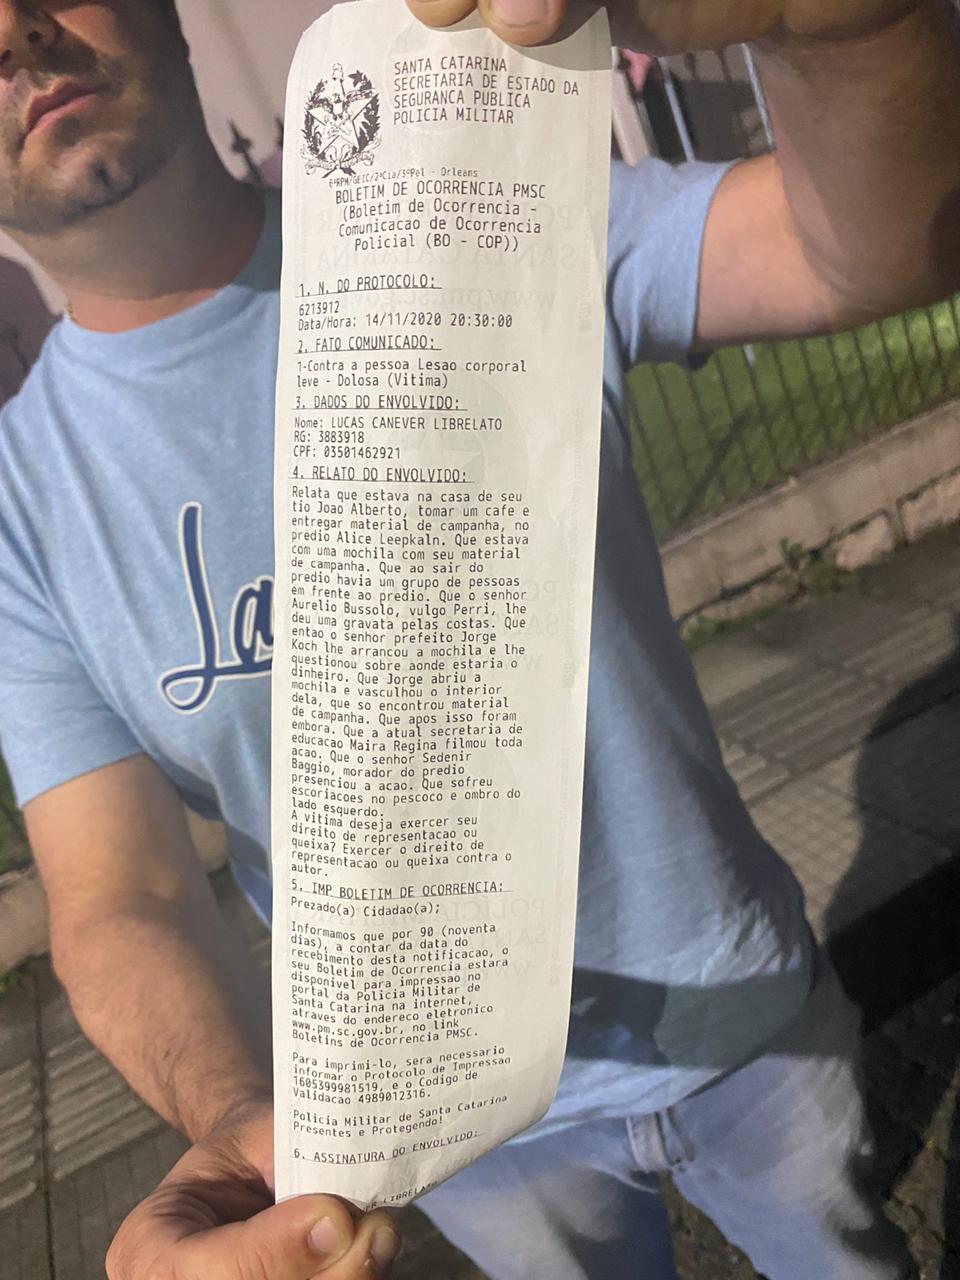 SANTA CATARINA
SECRETARIA DE ESTADO DA
SEGURANCA PUBLICA
POLICIA MILITAR
6ªRPM/GEIC/2ªCia/3ºPel - Orleans
BOLETIM DE OCORRENCIA PMSC
(Boletim de Ocorrencia -
Comunicacao de Ocorrencia
Policial (BO - COP))
1. N. DO PROTOCOLO:
6213912
Data/Hora: 14/11/2020 20:30:00
2. FATO COMUNICADO:
1-Contra a pessoa Lesao corporal
leve - Dolosa (Vitima)
3. DADOS DO ENVOLVIDO:
Nome: LUCAS CANEVER LIBRELATO
RG: 3883918
CPF: 03501462921
4. RELATO DO ENVOLVIDO:
Relata que estava na casa de seu
tio Joao Alberto, tomar um cafe e
entregar material de campanha, no
predio Alice Leepkaln. Que estava
com uma mochila com seu material
de campanha. Que ao sair do
predio havia um grupo de pessoas
em frente ao predio. Que o senhor
Aurelio Bussolo, vulgo Perri, lhe
deu uma gravata pelas costas. Que
entao o senhor prefeito Jorge
Koch lhe arrancou a mochila e lhe
questionou sobre aonde estaria o
dinheiro. Que Jorge abriu a
mochila e vasculhou o interior
dela, que so encontrou material
de campanha. Que apos isso foram
embora. Que a atual secretaria de
educacao Maira Regina filmou toda
acao. Que o senhor Sedenir
Baggio, morador do predio
presenciou a acao. Que sofreu
escoriacoes no pescoco e ombro do
lado esquerdo.
A vitima deseja exercer seu
direito de representacao ou
queixa? Exercer o direito de
representacao ou queixa contra o
autor.
5. IMP BOLETIM DE OCORRENCIA:
Prezado(a) Cidadao(a);
Informamos que por 90 (noventa
dias), a contar da data do
recebimento desta notificacao, o
seu Boletim de Ocorrencia estara
disponivel para impressao no
portal da Policia Militar de
Santa Catarina na internet,
atraves do endereco eletronico
www.pm.sc.gov.br, no link
Boletins de Ocorrencia PMSC.
Para imprimi-lo, sera necessario
informar o Protocolo de Impressao
1605399981519, e o Codigo de
Validacao 4989012316.
Policia Militar de Santa Catarina
Presentes e Protegendo!
6. ASSINATURA DO ENVOLVIDO:
LIBRELATO
La